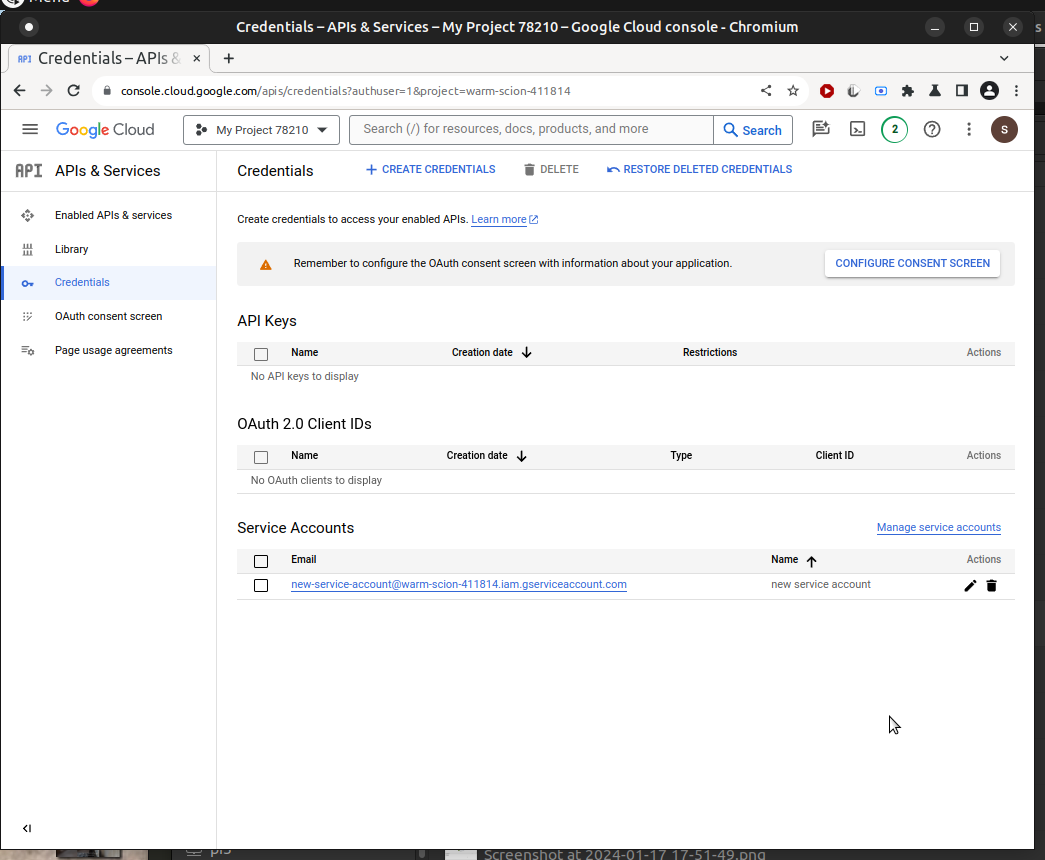 Menu
Credentials – APIs & Services – My Project 78210 – Google Cloud console - Chromium
API Credentials – APIs &
console.cloud.google.com/apis/credentials?authuser=1&project=warm-scion-411814
Google Cloud My Project 78210 Search (/) for resources, docs, products, and more Search 2 S
API APIs & Services
Credentials CREATE CREDENTIALS DELETE RESTORE DELETED CREDENTIALS
Enabled APIs & services
Library
Credentials
OAuth consent screen
Page usage agreements
Create credentials to access your enabled APIs. Learn more
Remember to configure the OAuth consent screen with information about your application. CONFIGURE CONSENT SCREEN
API Keys
Name Creation date Restrictions Actions
No API keys to display
OAuth 2.0 Client IDs
Name Creation date Type Client ID Actions
No OAuth clients to display
Service Accounts Manage service accounts
Email Name Actions
new-service-account@warm-scion-411814.iam.gserviceaccount.com new service account
Screenshot at 2024-01-17 17-51-49.png